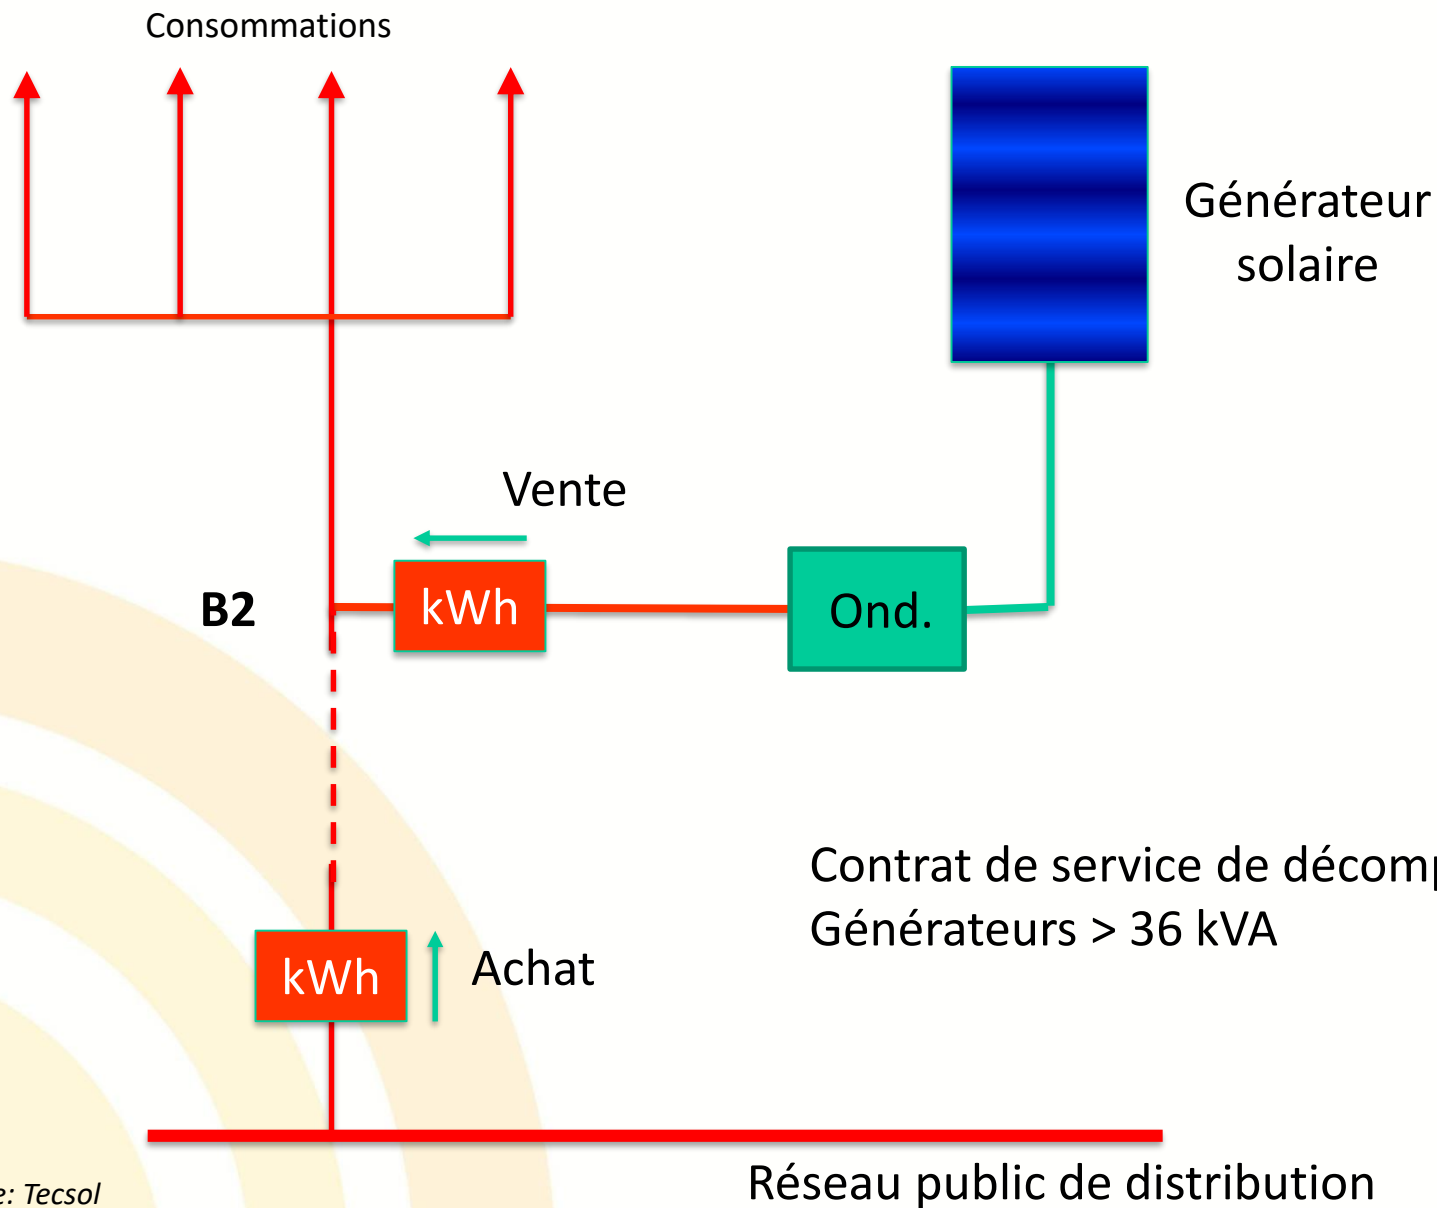 Consommations
Générateur
solaire
Vente
B2
kWh
Ond.
Contrat de service de
Générateurs > 36 kVA
kWh
Achat
Réseau public de distribution
Tecsol